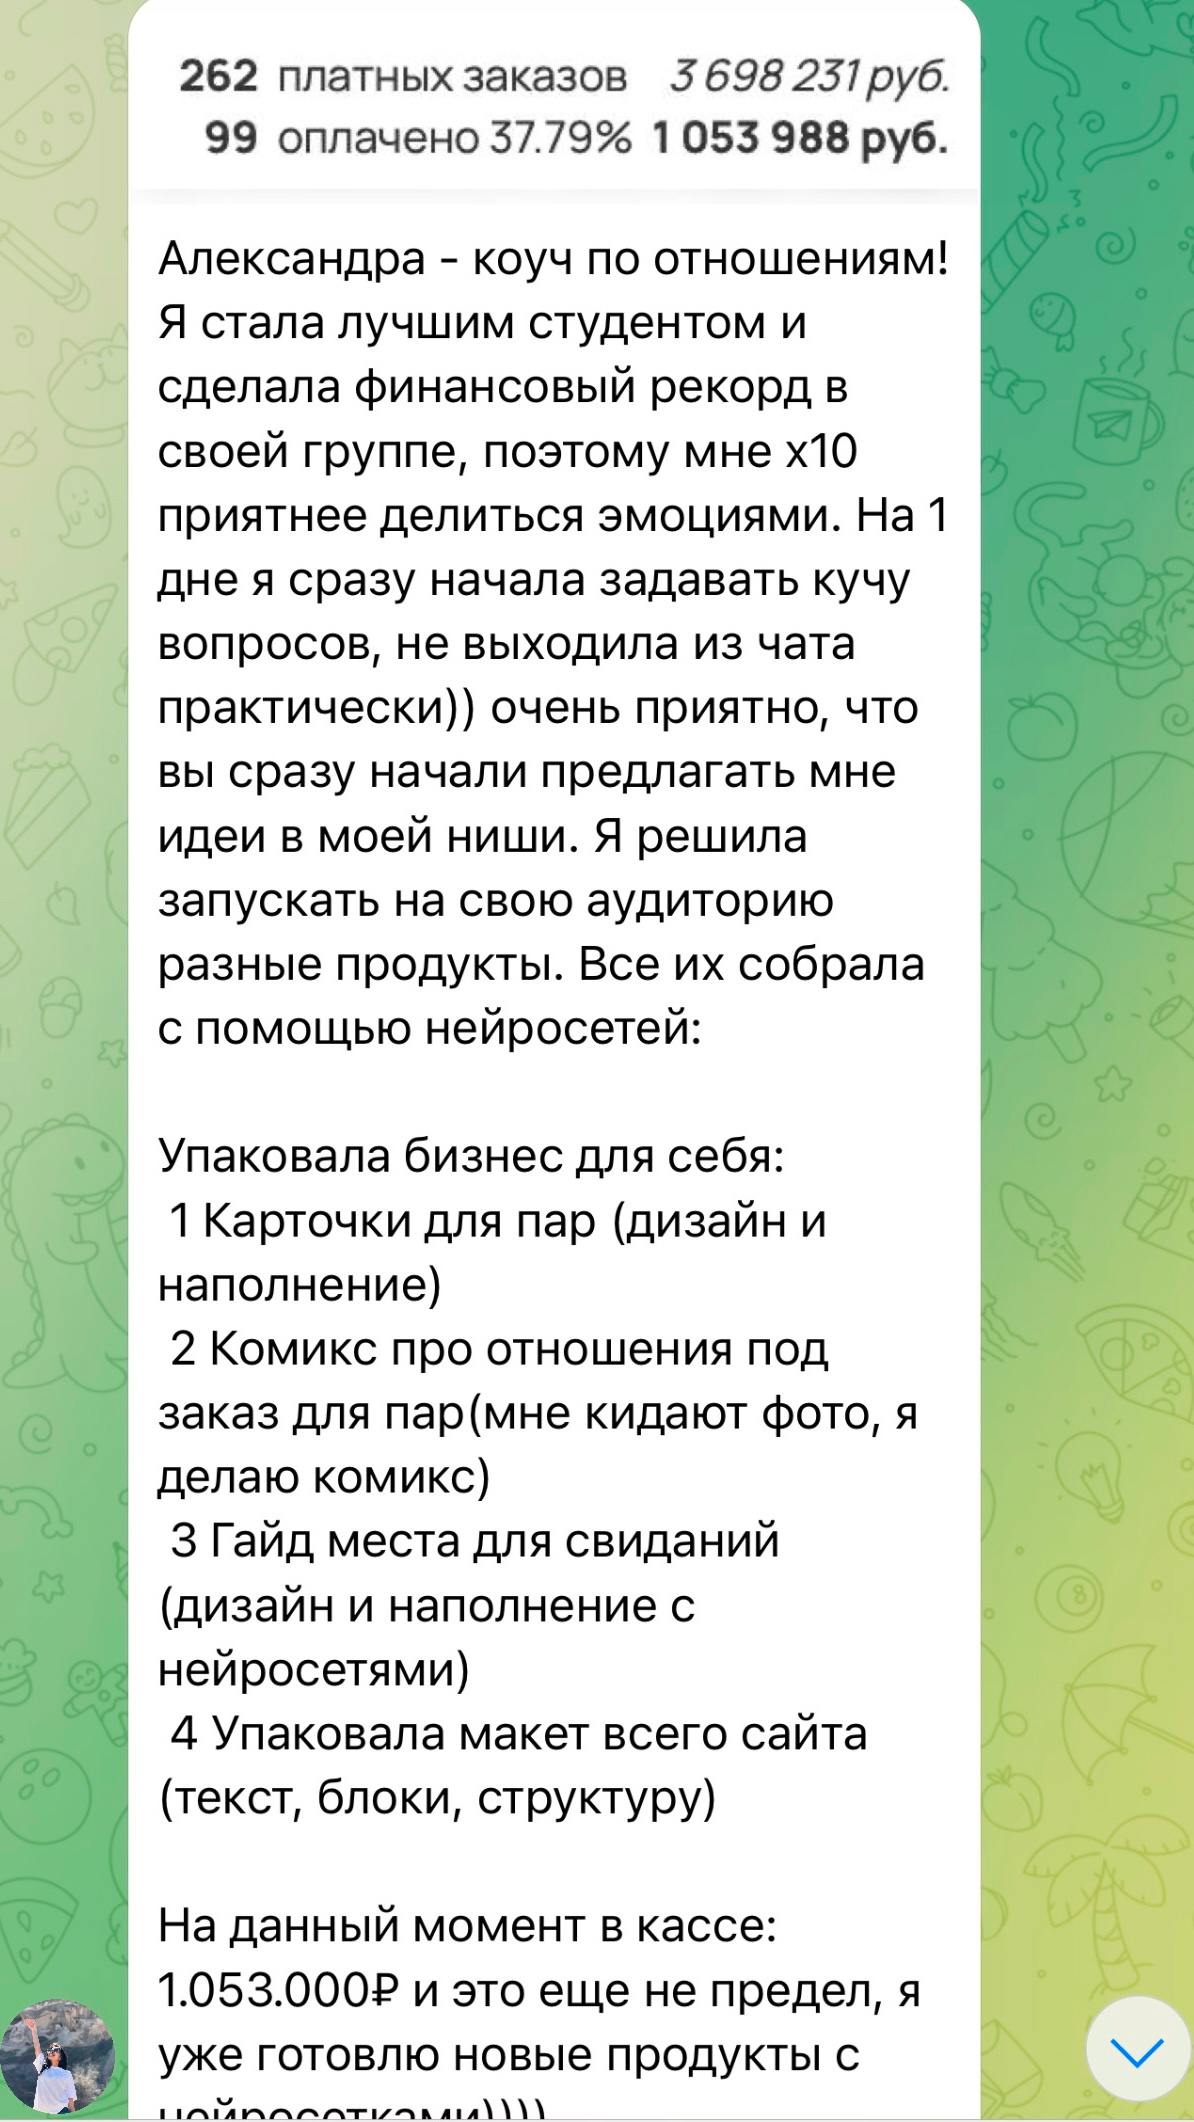 262 платных заказов 3 698 231 руб.
99 оплачено 37.79% 1 053 988 руб.
Александра - коуч по отношениям!
Я стала лучшим студентом и
сделала финансовый рекорд в
своей группе, поэтому мне х10
приятнее делиться эмоциями. На 1
дне я сразу начала задавать кучу
вопросов, не выходила из чата
практически)) очень приятно, что
вы сразу начали предлагать мне
идеи в моей ниши. Я решила
запускать на свою аудиторию
разные продукты. Все их собрала
с помощью нейросетей:
Упаковала бизнес для себя:
1 Карточки для пар (дизайн и
наполнение)
2 Комикс про отношения под
заказ для пар(мне кидают фото, я
делаю комикс)
3 Гайд места для свиданий
(дизайн и наполнение с
нейросетями)
4 Упаковала макет всего сайта
(текст, блоки, структуру)
На данный момент в кассе:
1.053.000₽ и это еще не предел, я
уже готовлю новые продукты с
нейросетками))))